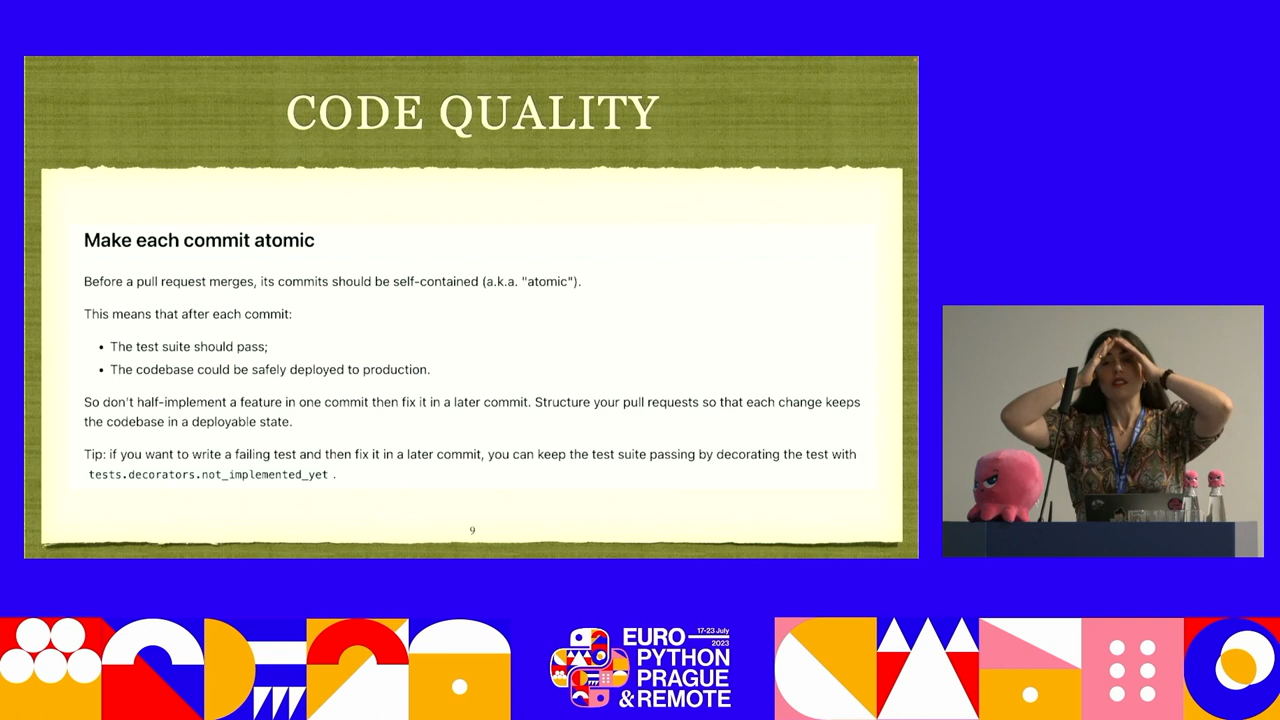 CODE QUALITY
Make each commit atomic
Before a pull request merges, its commits should be self-contained (a.k.a. "atomic").
This means that after each commit:
• The test suite should pass;
• The codebase could be safely deployed to production.
So don't half-implement a feature in one commit then fix it in a later commit. Structure your pull requests so that each change keeps
the codebase in a deployable state.
Tip: if you want to write a failing test and then fix it in a later commit, you can keep the test suite passing by decorating the test with
tests.decorators.not_implemented_yet .
9
EURO
17-23 July
2023
PYTHON
PRAGUE
&REMOTE